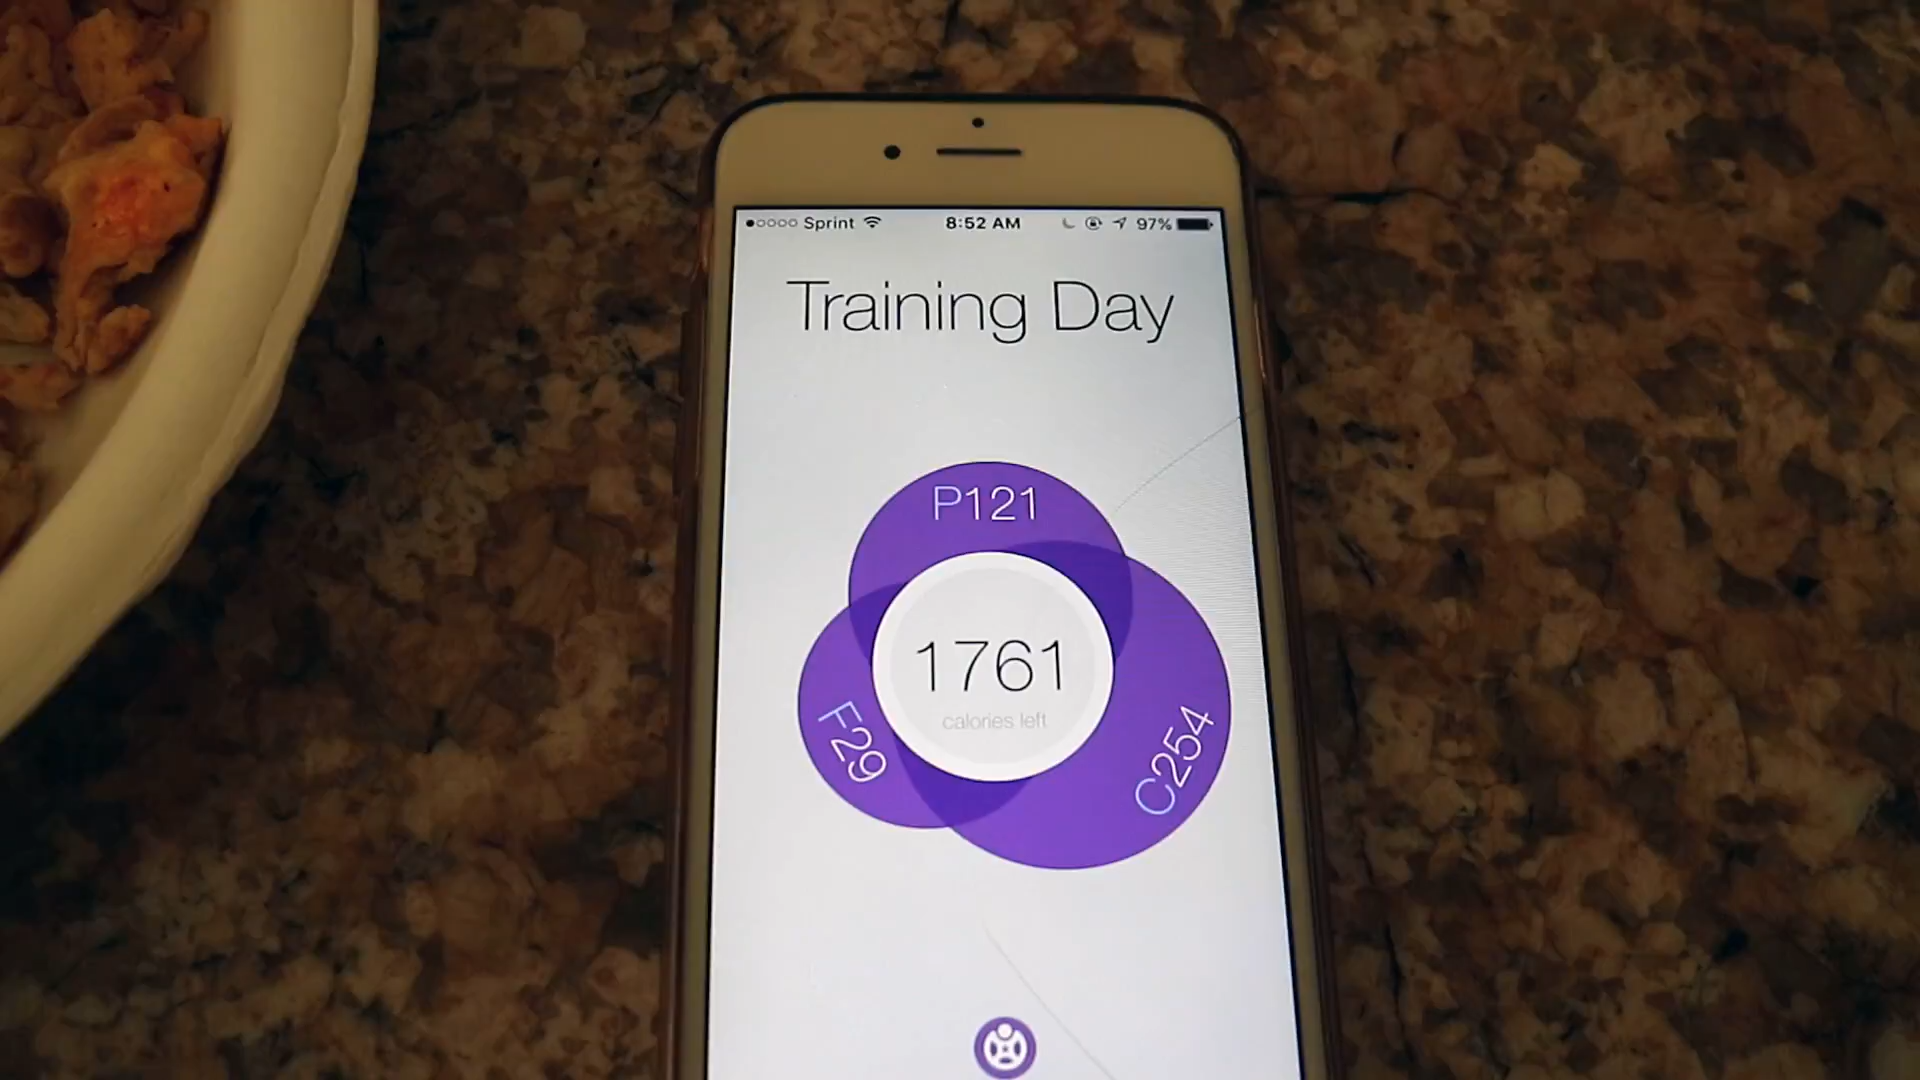 Sprint 8:52 AM 97%
Training Day
P121
1761
calories left
F29
C254